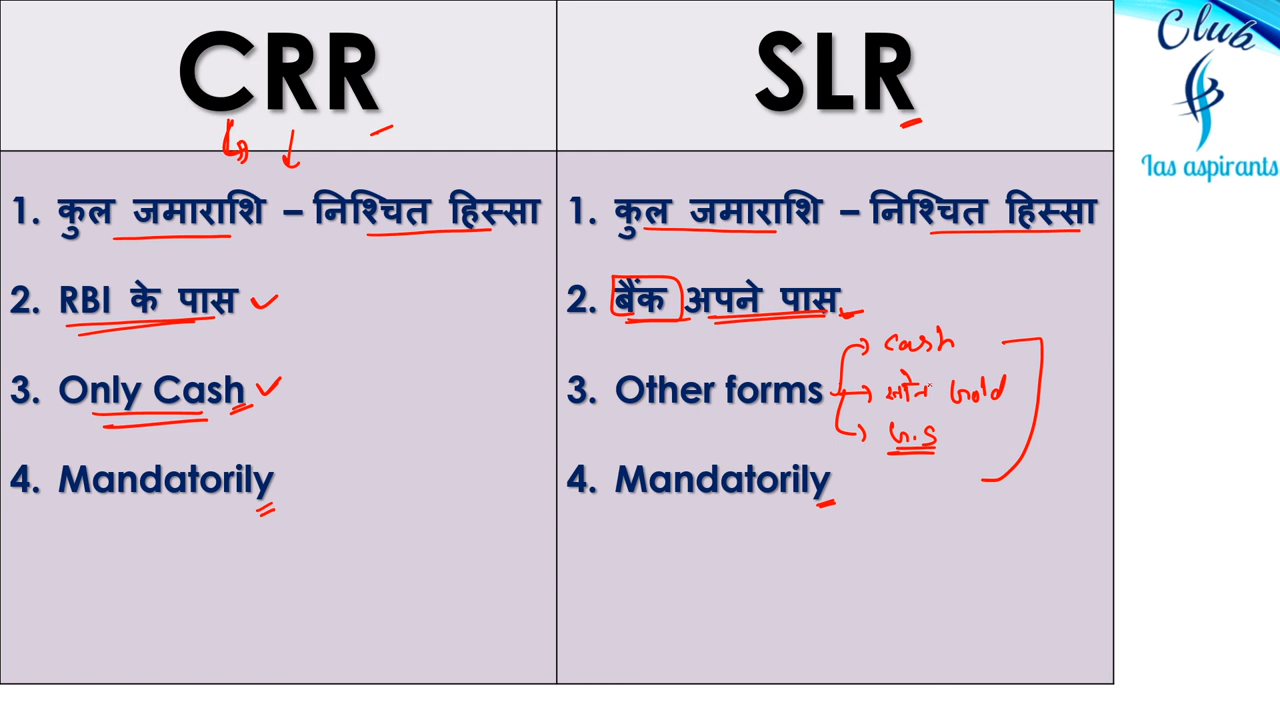 CRR
SLR
Club
Ias aspirants
1. कुल जमाराशि – निश्चित हिस्सा
2. RBI के पास
3. Only Cash
4. Mandatorily
1. कुल जमाराशि – निश्चित हिस्सा
2. बैंक अपने पास
3. Other forms
cash
Gold
G.S
4. Mandatorily